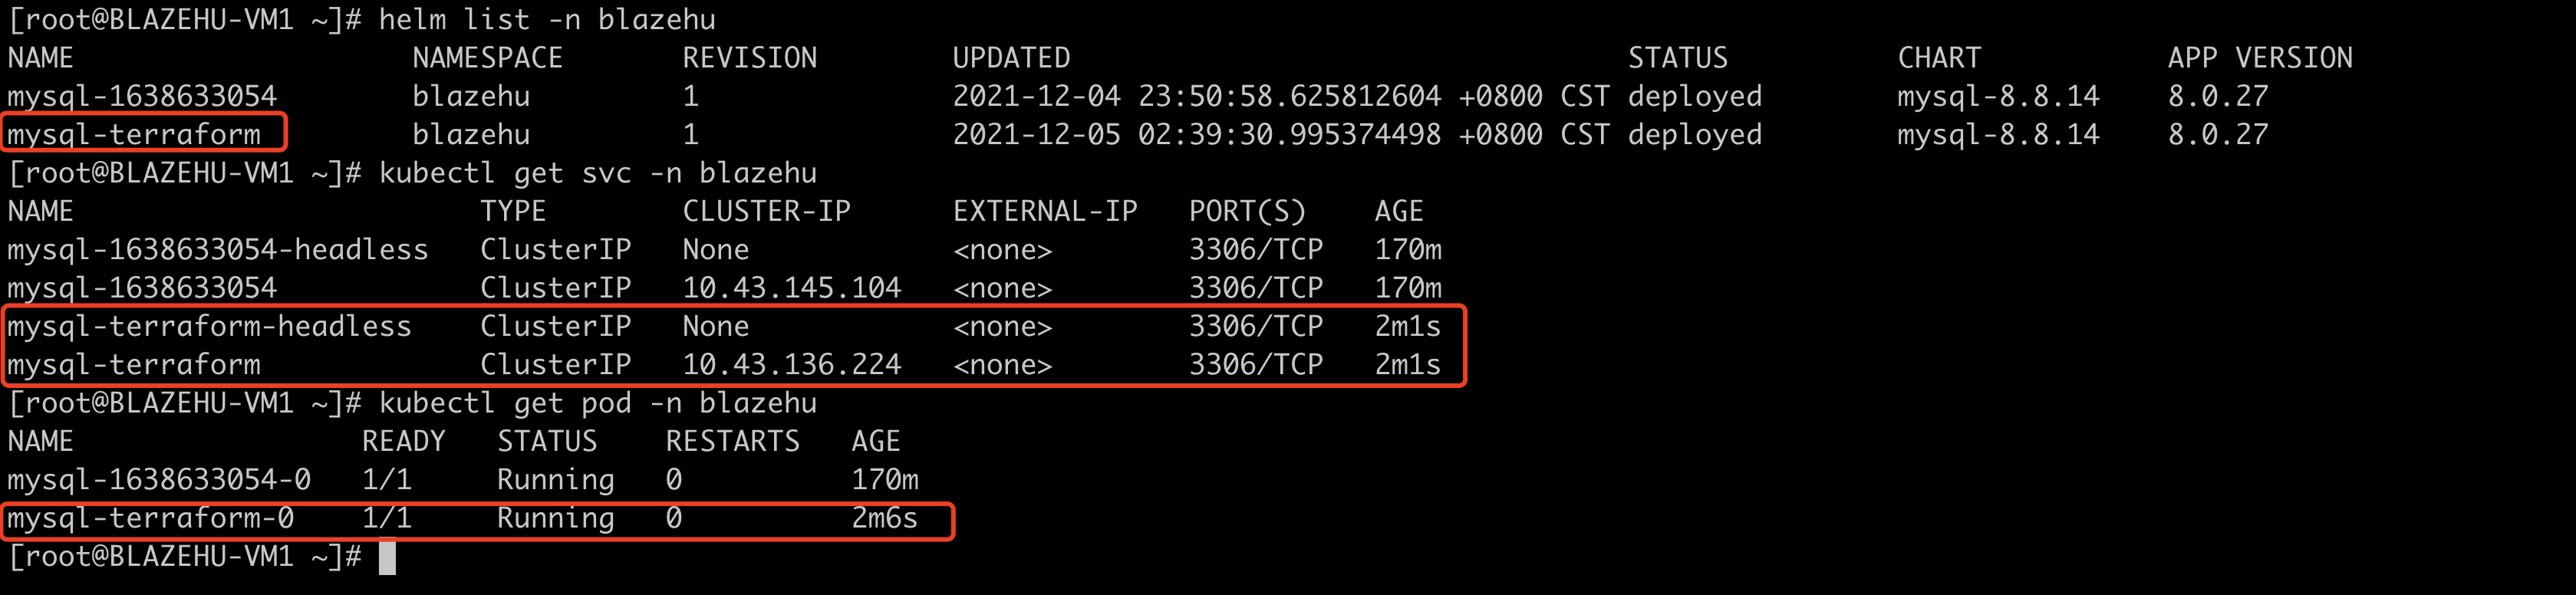 [root@BLAZEHU-VM1 ~]# helm list -n blazehu
NAME NAMESPACE REVISION UPDATED STATUS CHART APP VERSION
mysql-1638633054 blazehu 1 2021-12-04 23:50:58.625812604 +0800 CST deployed mysql-8.8.14 8.0.27
mysql-terraform blazehu 1 2021-12-05 02:39:30.995374498 +0800 CST deployed mysql-8.8.14 8.0.27
[root@BLAZEHU-VM1 ~]# kubectl get svc -n blazehu
NAME TYPE CLUSTER-IP EXTERNAL-IP PORT(S) AGE
mysql-1638633054-headless ClusterIP None <none> 3306/TCP 170m
mysql-1638633054 ClusterIP 10.43.145.104 <none> 3306/TCP 170m
mysql-terraform-headless ClusterIP None <none> 3306/TCP 2m1s
mysql-terraform ClusterIP 10.43.136.224 <none> 3306/TCP 2m1s
[root@BLAZEHU-VM1 ~]# kubectl get pod -n blazehu
NAME READY STATUS RESTARTS AGE
mysql-1638633054-0 1/1 Running 0 170m
mysql-terraform-0 1/1 Running 0 2m6s
[root@BLAZEHU-VM1 ~]#